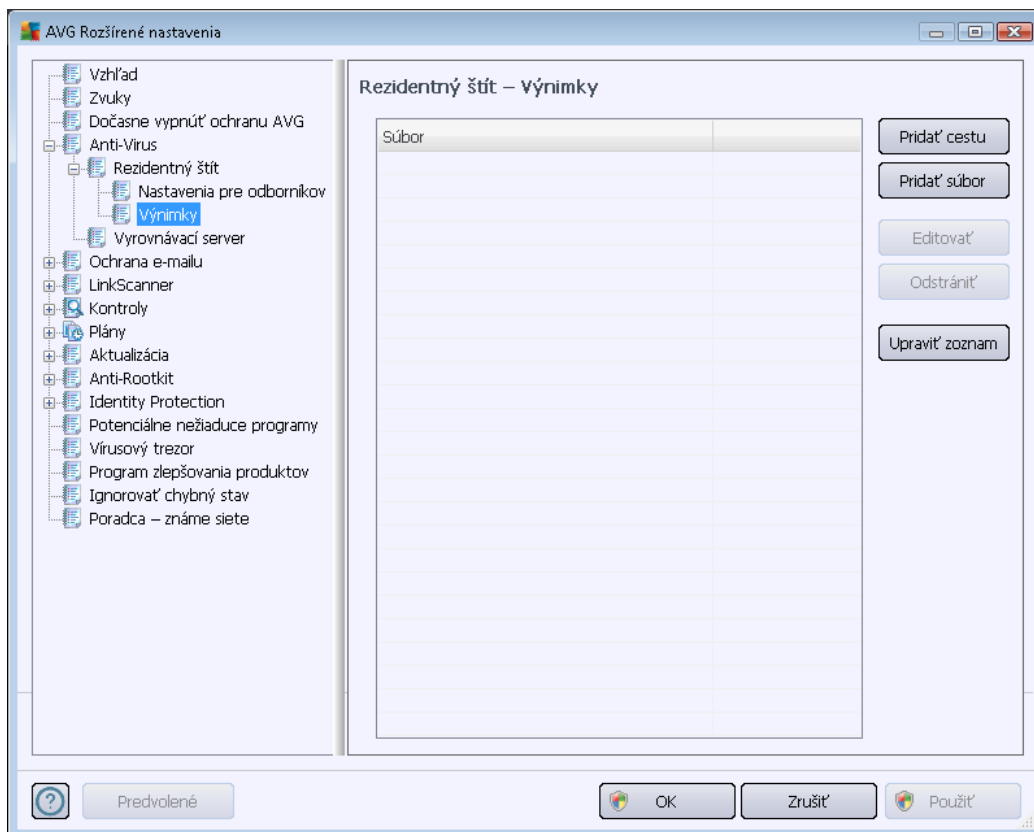 AVG Rozšírené nastavenia
Vzhľad
Zvuky
Dočasne vypnúť ochranu AVG
Anti-Virus
Rezidentný štít
Nastavenia pre odborníkov
Výnimky
Vyrovnávací server
Ochrana e-mailu
LinkScanner
Kontroly
Plány
Aktualizácia
Anti-Rootkit
Identity Protection
Potenciálne nežiaduce programy
Vírusový trezor
Program zlepšovania produktov
Ignorovať chybný stav
Poradca – známe siete
Rezidentný štít – Výnimky
Súbor
Pridať cestu
Pridať súbor
Editovať
Odstrániť
Upraviť zoznam
Predvolené
OK
Zrušiť
Použiť